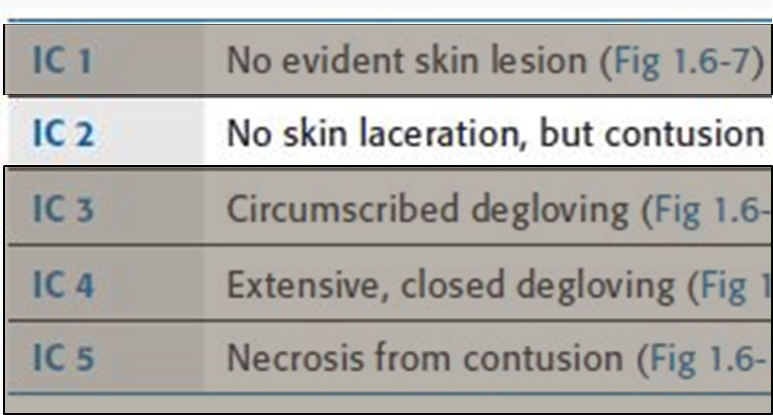 IC 1 No evident skin lesion (Fig 1.6-7)
IC 2 No skin laceration, but contusion
IC 3 Circumscribed degloving (Fig 1.6-
IC 4 Extensive, closed degloving (Fig 1
IC 5 Necrosis from contusion (Fig 1.6-